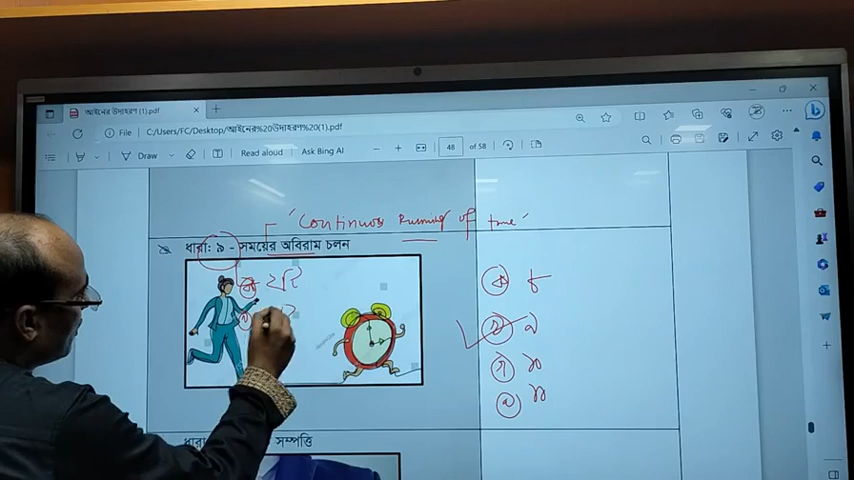 আইনের উদাহরণ (1).pdf
File C:/Users/FC/Desktop/আইনের%20উদাহরণ%20(1).pdf
Draw Read aloud Ask Bing AI 48 of 58
'Continuous Running of time'
ধারা: ৯ - সময়ের অবিরাম চলন
ক
ক ৮
খ ৯
গ ১০
ঘ ১১
সম্পত্তি